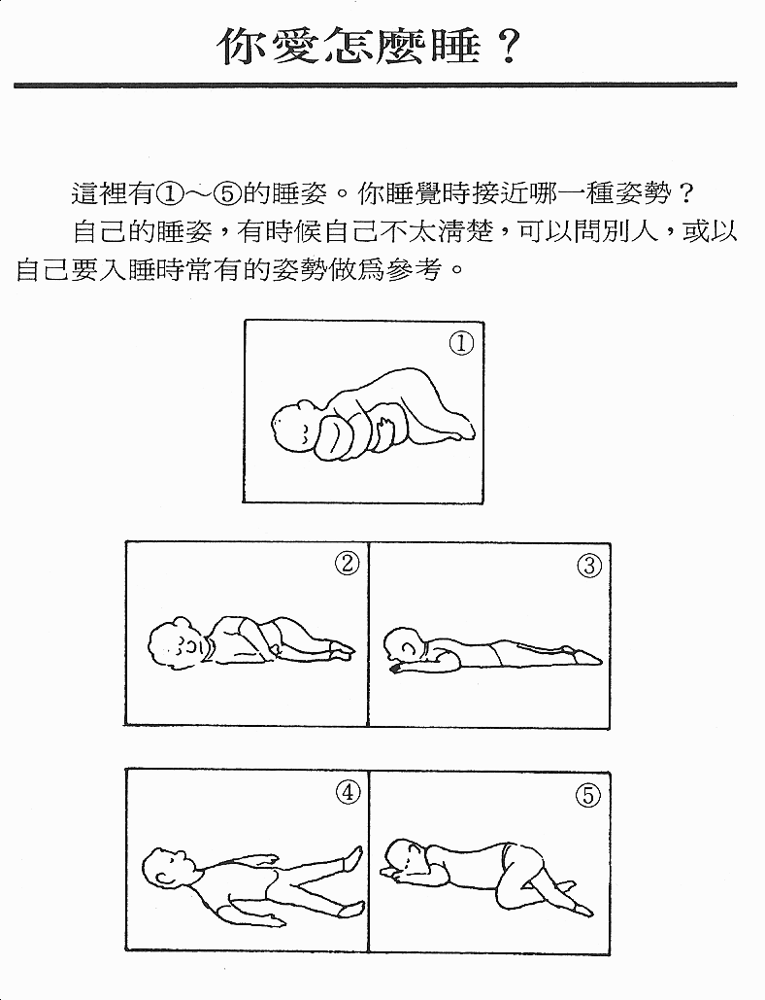 你愛怎麼睡？
這裡有①～⑤的睡姿。你睡覺時接近哪一種姿勢？
自己的睡姿，有時候自己不太清楚，可以問別人，或以
自己要入睡時常有的姿勢做爲參考。
①
②
③
④
⑤